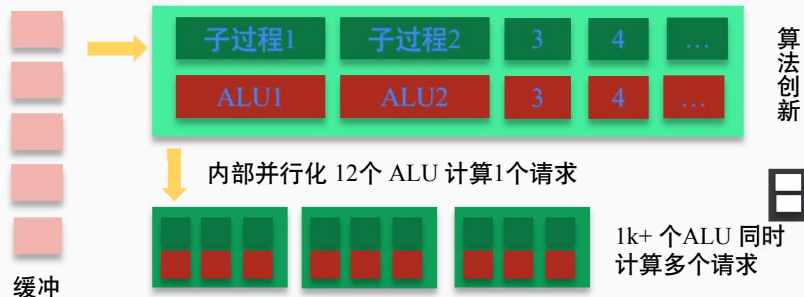 子过程1 子过程2 3 4 …
ALU1 ALU2 3 4 …
算法创新
内部并行化 12个 ALU 计算1个请求
1k+ 个ALU 同时
计算多个请求
缓冲